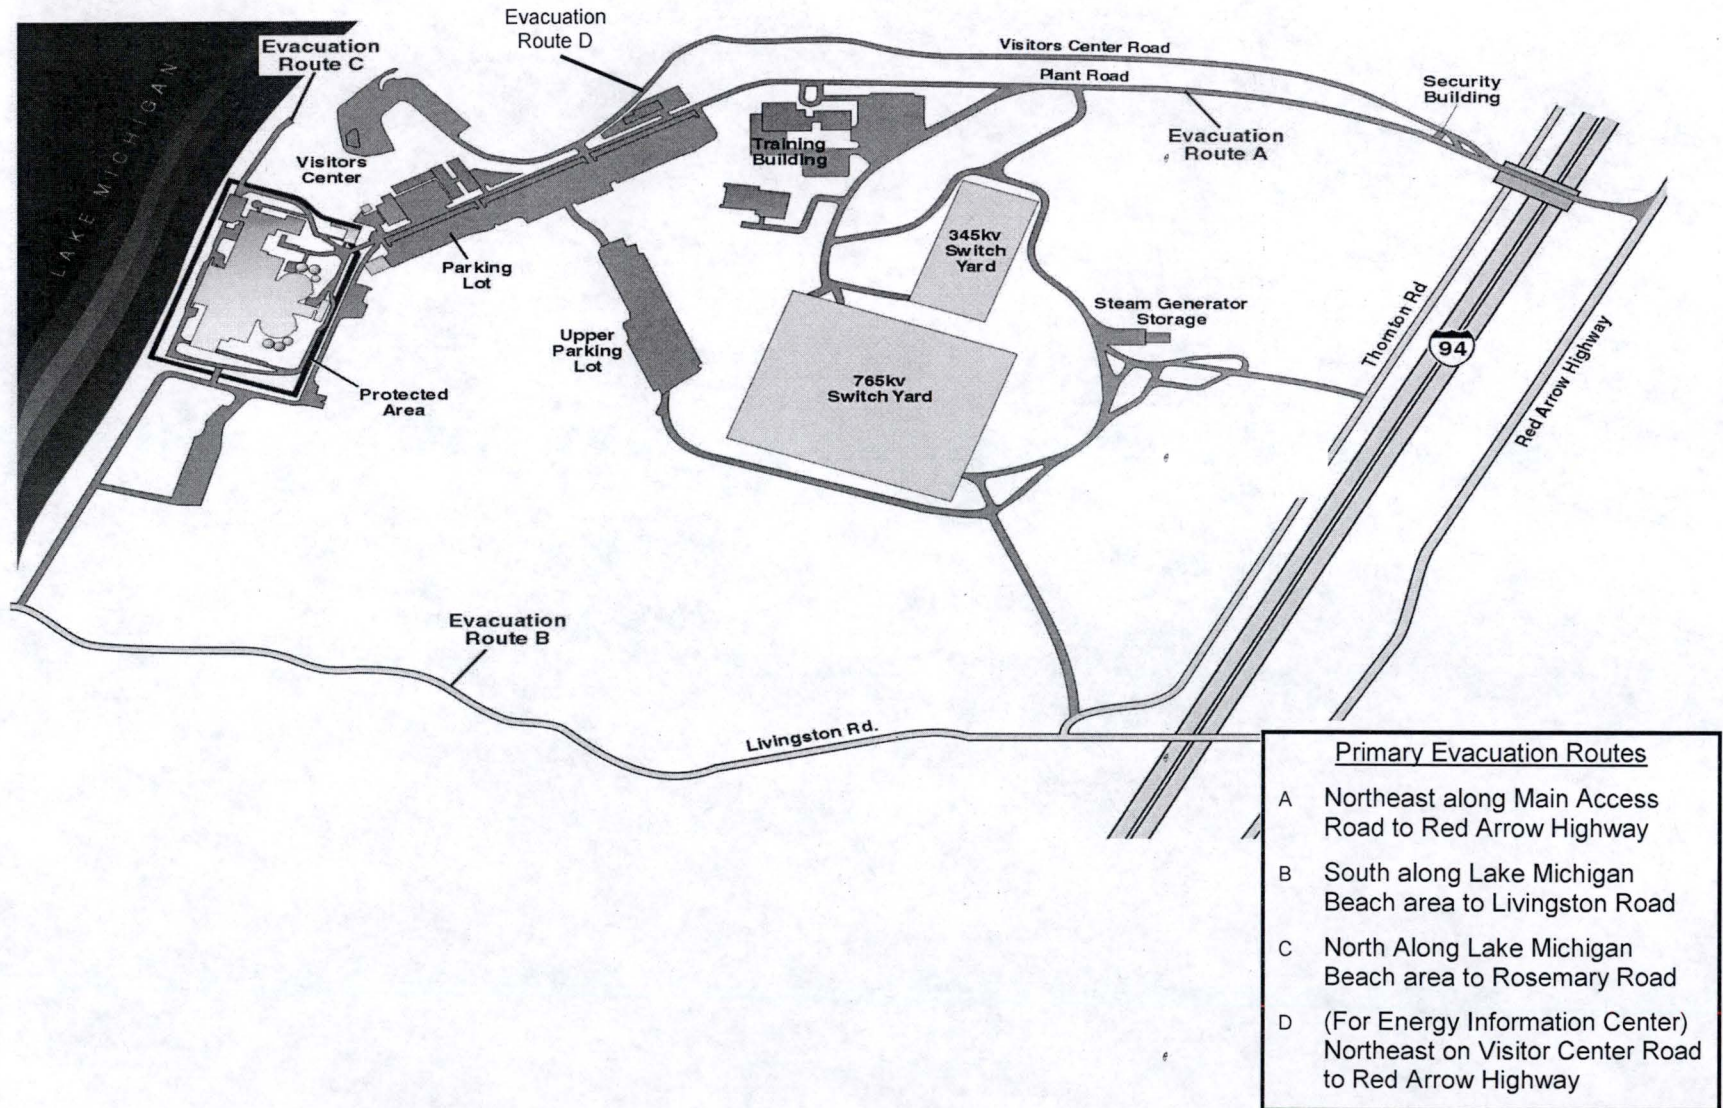 Evacuation
Route D
Evacuation
Route C
Visitors Center Road
Plant Road
Security
Building
Evacuation
Route A
LAKE MICHIGAN
Visitors
Center
Training
Building
345kv
Switch
Yard
Parking
Lot
Steam Generator
Storage
Thornton Rd
94
Red Arrow Highway
Upper
Parking
Lot
765kv
Switch Yard
Protected
Area
Evacuation
Route B
Livingston Rd.
Primary Evacuation Routes
A Northeast along Main Access
Road to Red Arrow Highway
B South along Lake Michigan
Beach area to Livingston Road
C North Along Lake Michigan
Beach area to Rosemary Road
D (For Energy Information Center)
Northeast on Visitor Center Road
to Red Arrow Highway